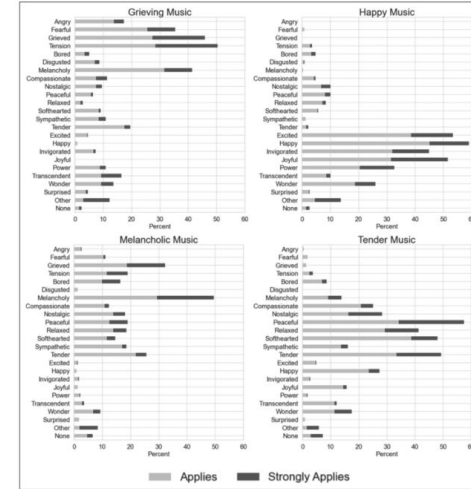 Grieving Music
Angry
Fearful
Grieved
Tension
Bored
Disgusted
Melancholy
Compassionate
Nostalgic
Peaceful
Relaxed
Softhearted
Sympathetic
Tender
Excited
Happy
Invigorated
Joyful
Power
Transcendent
Wonder
Surprised
Other
None
0 10 20 30 40 50 60
Percent
Happy Music
Angry
Fearful
Grieved
Tension
Bored
Disgusted
Melancholy
Compassionate
Nostalgic
Peaceful
Relaxed
Softhearted
Sympathetic
Tender
Excited
Happy
Invigorated
Joyful
Power
Transcendent
Wonder
Surprised
Other
None
0 10 20 30 40 50 60
Percent
Melancholic Music
Angry
Fearful
Grieved
Tension
Bored
Disgusted
Melancholy
Compassionate
Nostalgic
Peaceful
Relaxed
Softhearted
Sympathetic
Tender
Excited
Happy
Invigorated
Joyful
Power
Transcendent
Wonder
Surprised
Other
None
0 10 20 30 40 50 60
Percent
Tender Music
Angry
Fearful
Grieved
Tension
Bored
Disgusted
Melancholy
Compassionate
Nostalgic
Peaceful
Relaxed
Softhearted
Sympathetic
Tender
Excited
Happy
Invigorated
Joyful
Power
Transcendent
Wonder
Surprised
Other
None
0 10 20 30 40 50 60
Percent
Applies Strongly Applies